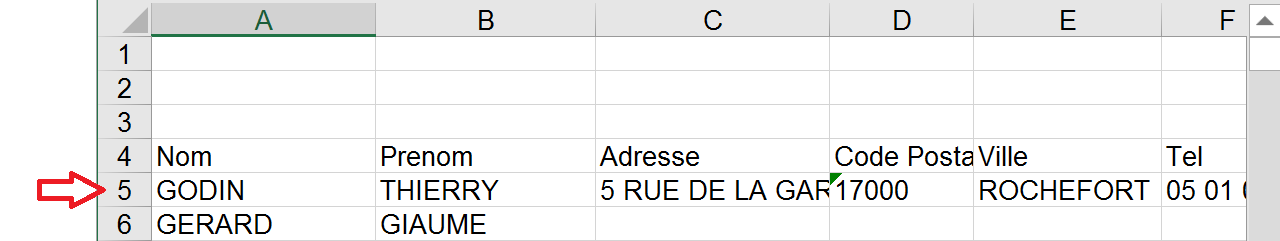 A B C D E F
1
2
3
4 Nom Prenom Adresse Code Posta Ville Tel
5 GODIN THIERRY 5 RUE DE LA GAR 17000 ROCHEFORT 05 01
6 GERARD GIAUME